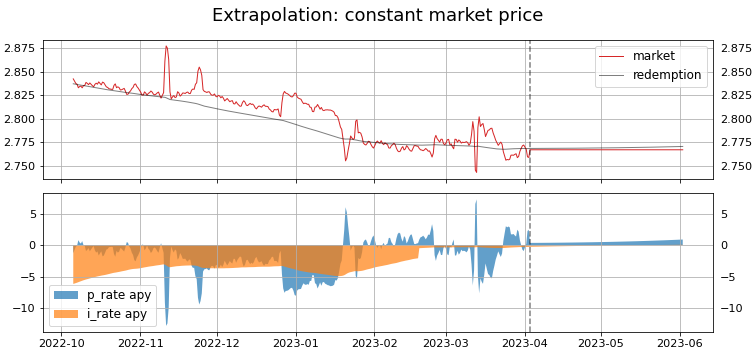 Extrapolation: constant market price
2.875 2.875
2.850 2.850
2.825 2.825
2.800 2.800
2.775 2.775
2.750 2.750
market
redemption
5 5
0 0
−5 −5
−10 −10
p_rate apy
i_rate apy
2022-10 2022-11 2022-12 2023-01 2023-02 2023-03 2023-04 2023-05 2023-06